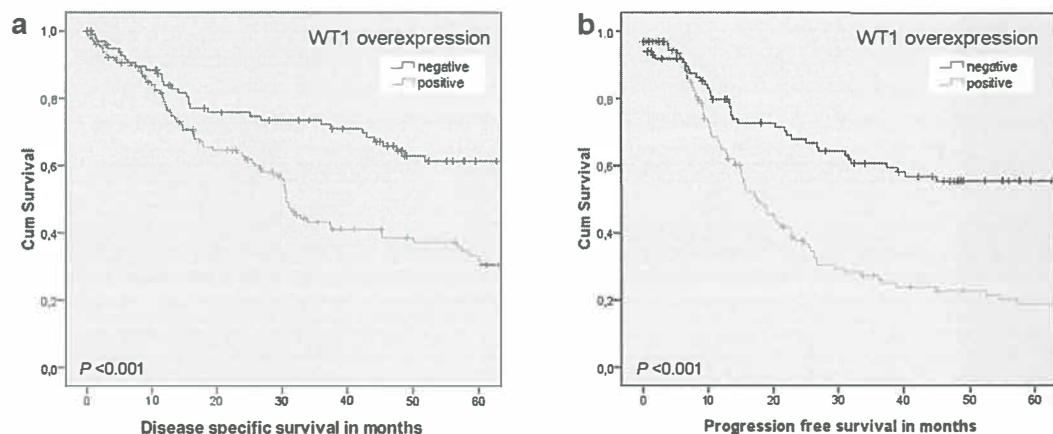 a
WT1 overexpression
negative
positive
Cum Survival
1,0
0,8
0,6
0,4
0,2
0,0
P <0.001
0 10 20 30 40 50 60
Disease specific survival in months
b
WT1 overexpression
negative
positive
Cum Survival
1,0
0,8
0,6
0,4
0,2
0,0
P <0.001
0 10 20 30 40 50 60
Progression free survival in months